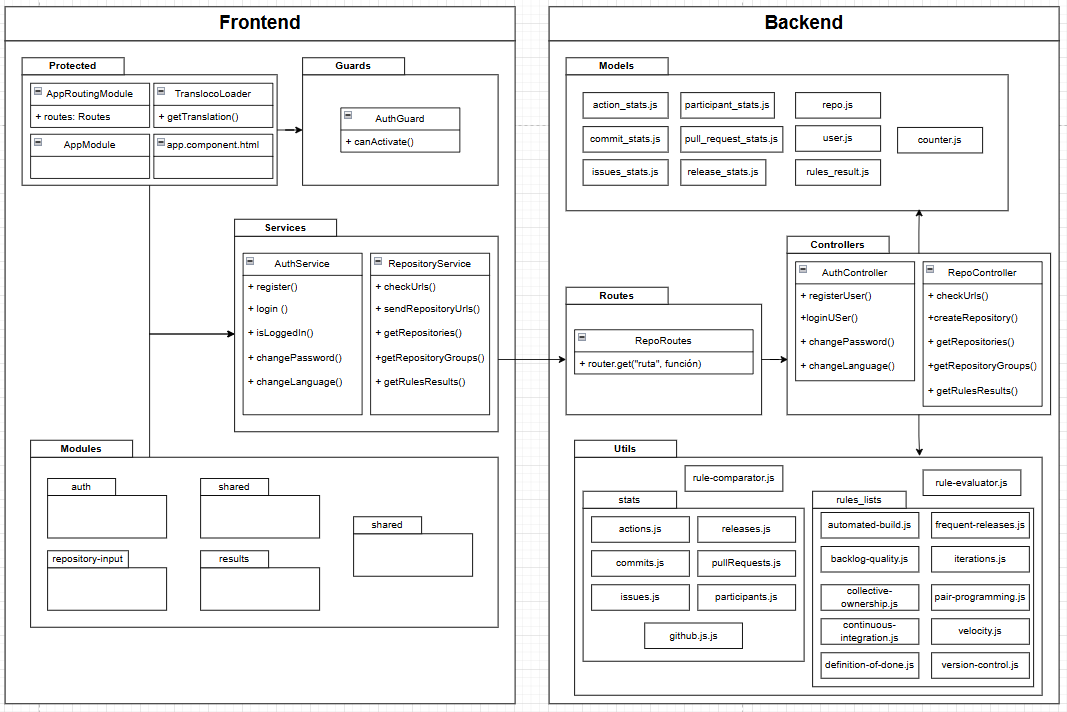 Frontend
Protected
AppRoutingModule
+ routes: Routes
TranslocoLoader
+ getTranslation()
AppModule
app.component.html
Guards
AuthGuard
+ canActivate()
Services
AuthService
+ register()
+ login ()
+ isLoggedIn()
+ changePassword()
+ changeLanguage()
RepositoryService
+ checkUrls()
+ sendRepositoryUrls()
+ getRepositories()
+getRepositoryGroups()
+ getRulesResults()
Modules
auth
shared
shared
repository-input
results
Backend
Models
action_stats.js
participant_stats.js
repo.js
commit_stats.js
pull_request_stats.js
user.js
counter.js
issues_stats.js
release_stats.js
rules_result.js
Routes
RepoRoutes
+ router.get("ruta", función)
Controllers
AuthController
+ registerUser()
+loginUSer()
+ changePassword()
+ changeLanguage()
RepoController
+ checkUrls()
+createRepository()
+ getRepositories()
+getRepositoryGroups()
+ getRulesResults()
Utils
rule-comparator.js
rule-evaluator.js
stats
actions.js
releases.js
commits.js
pullRequests.js
issues.js
participants.js
github.js.js
rules_lists
automated-build.js
frequent-releases.js
backlog-quality.js
iterations.js
collective-
ownership.js
pair-programming.js
continuous-
integration.js
velocity.js
definition-of-done.js
version-control.js